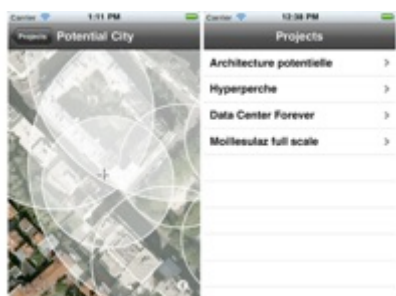 Carrier 1:11 PM
Projects Potential City
Carrier 12:38 PM
Projects
Architecture potentielle
Hyperperche
Data Center Forever
Moillesulaz full scale